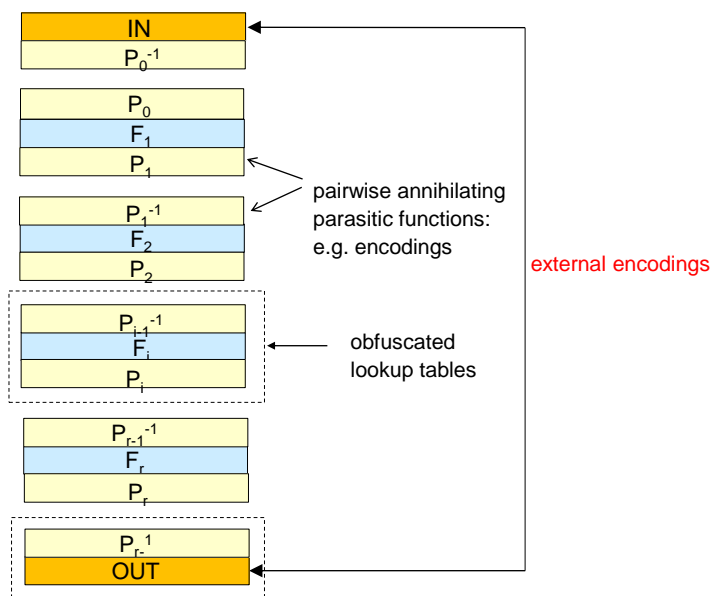 IN
P₀⁻¹
P₀
F₁
P₁
P₁⁻¹
F₂
P₂
pairwise annihilating
parasitic functions:
e.g. encodings
external encodings
Pᵢ₋₁⁻¹
Fᵢ
Pᵢ
obfuscated
lookup tables
Pᵣ₋₁⁻¹
Fᵣ
Pᵣ
Pᵣ₋¹
OUT